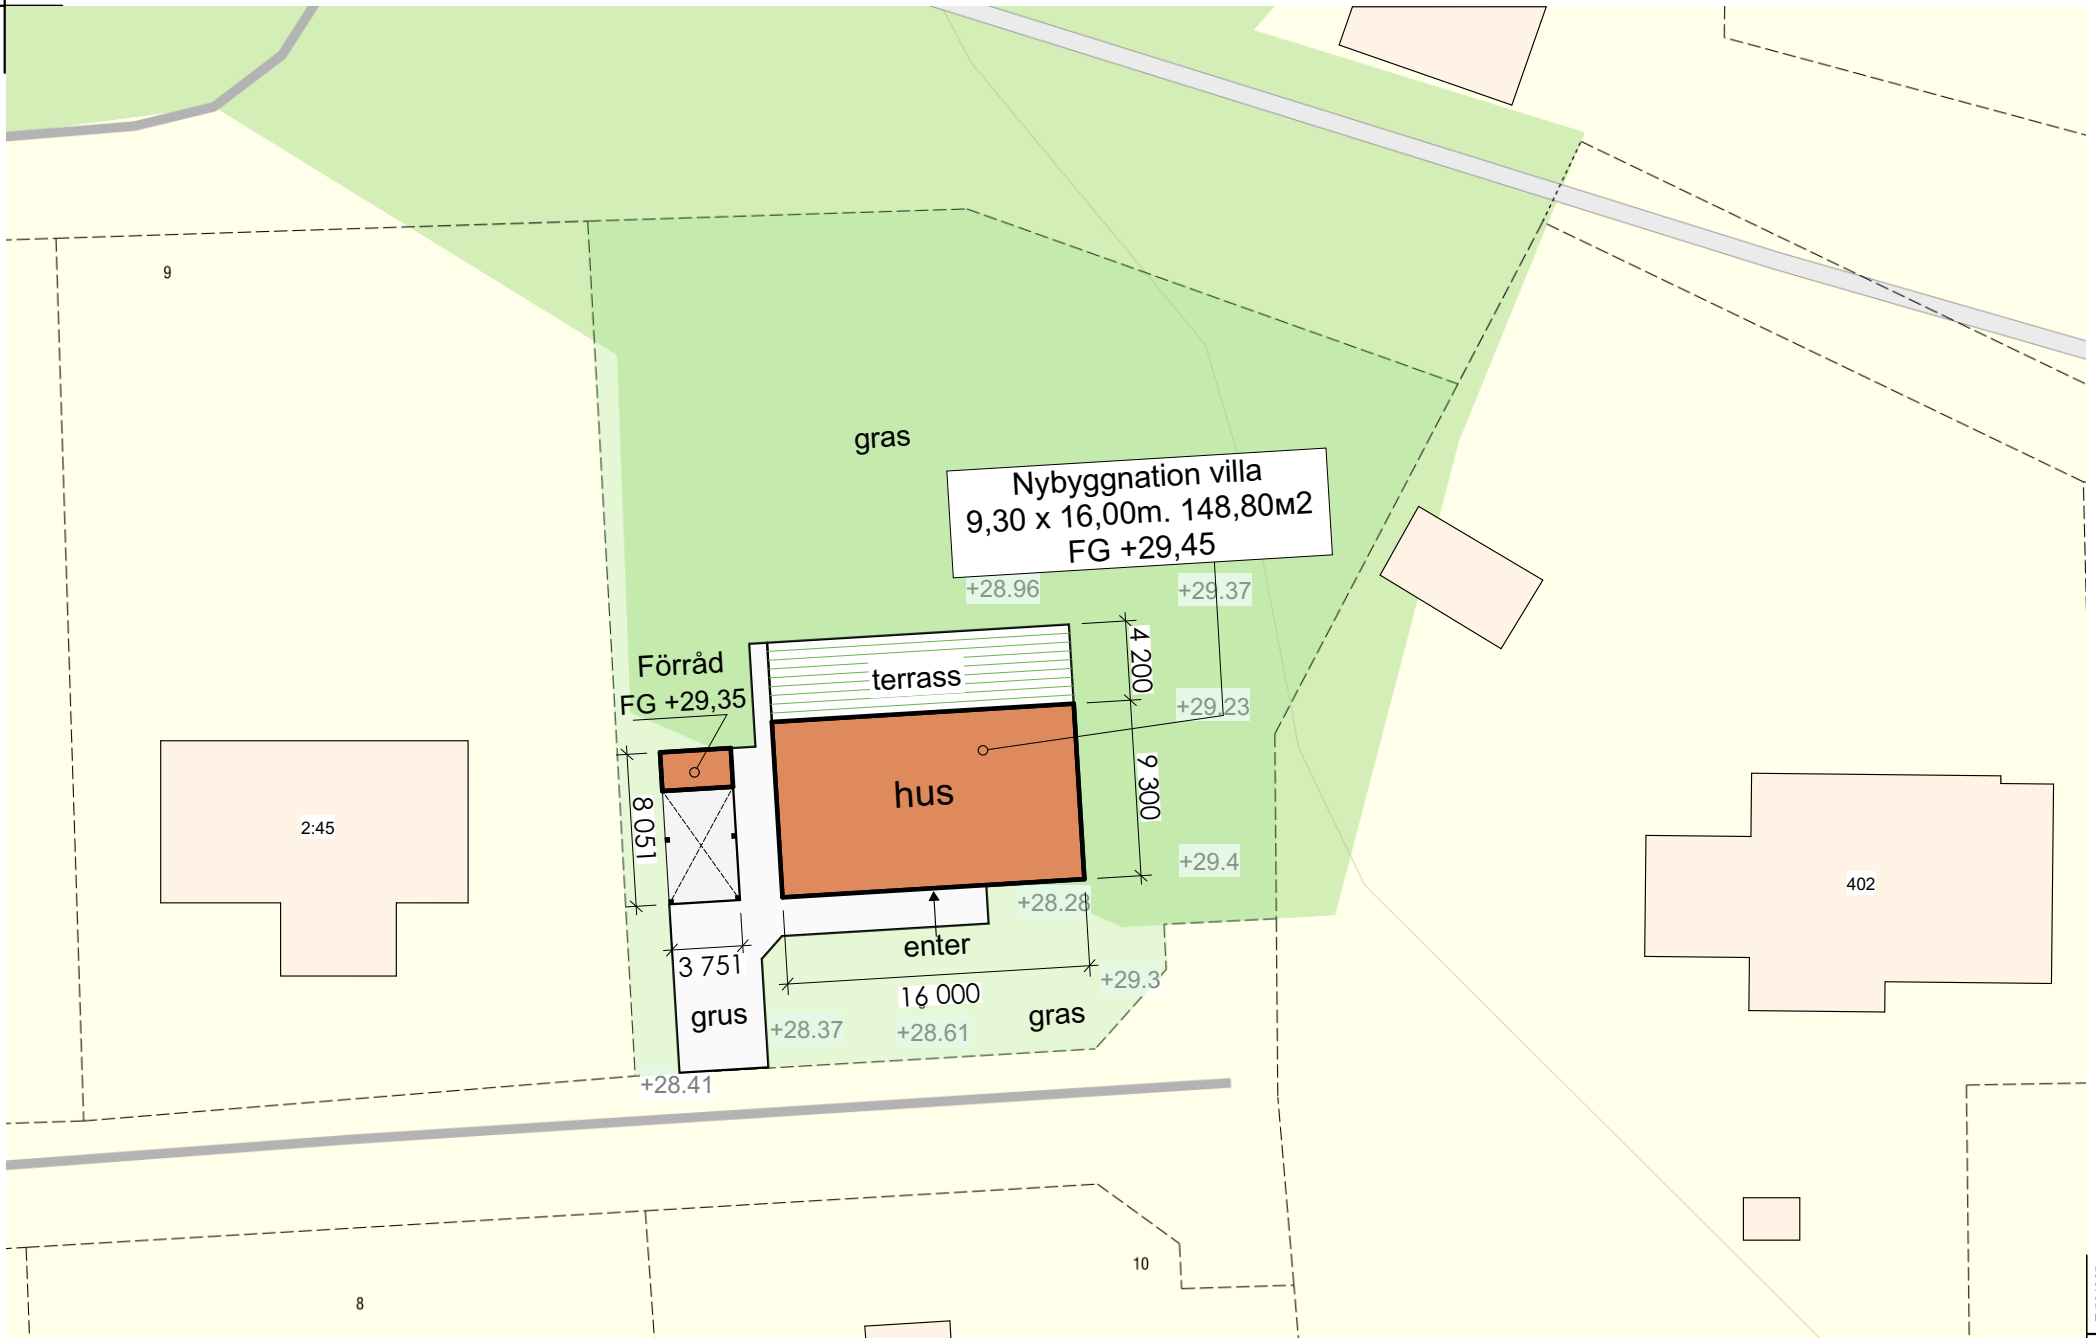 9
gras
Nybyggnation villa
9,30 x 16,00m. 148,80м2
FG +29,45
+28.96
+29.37
4 200
Förråd
FG +29,35
terrass
+29.23
hus
9 300
8 051
2:45
+29.4
402
+28.28
enter
3 751
+29.3
16 000
grus
gras
+28.37
+28.61
+28.41
10
8